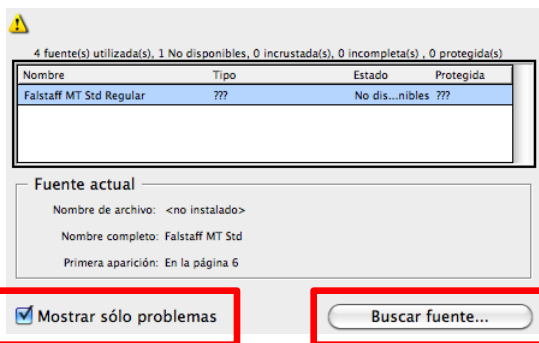 4 fuente(s) utilizada(s), 1 No disponibles, 0 incrustada(s), 0 incompleta(s) , 0 protegida(s)
Nombre Tipo Estado Protegida
Falstaff MT Std Regular ??? No dis...nibles ???
Fuente actual
Nombre de archivo: <no instalado>
Nombre completo: Falstaff MT Std
Primera aparición: En la página 6
Mostrar sólo problemas Buscar fuente...